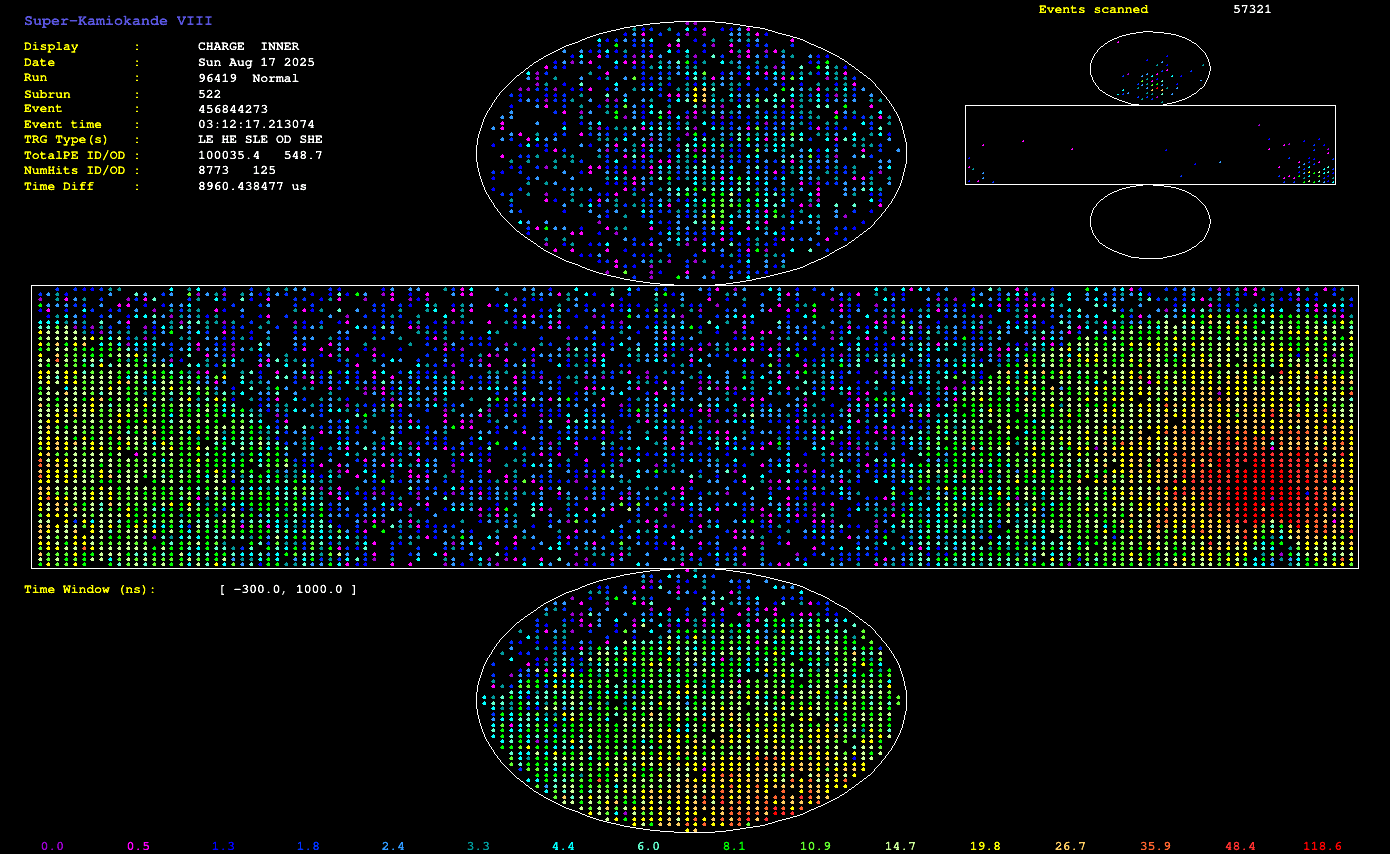 Super-Kamiokande VIII
Events scanned 57321
Display : CHARGE INNER
Date : Sun Aug 17 2025
Run : 96419 Normal
Subrun : 522
Event : 456844273
Event time : 03:12:17.213074
TRG Type(s) : LE HE SLE OD SHE
TotalPE ID/OD : 100035.4 548.7
NumHits ID/OD : 8773 125
Time Diff : 8960.438477 us
Time Window (ns): [ -300.0, 1000.0 ]
0.0 0.5 1.3 1.8 2.4 3.3 4.4 6.0 8.1 10.9 14.7 19.8 26.7 35.9 48.4 118.6